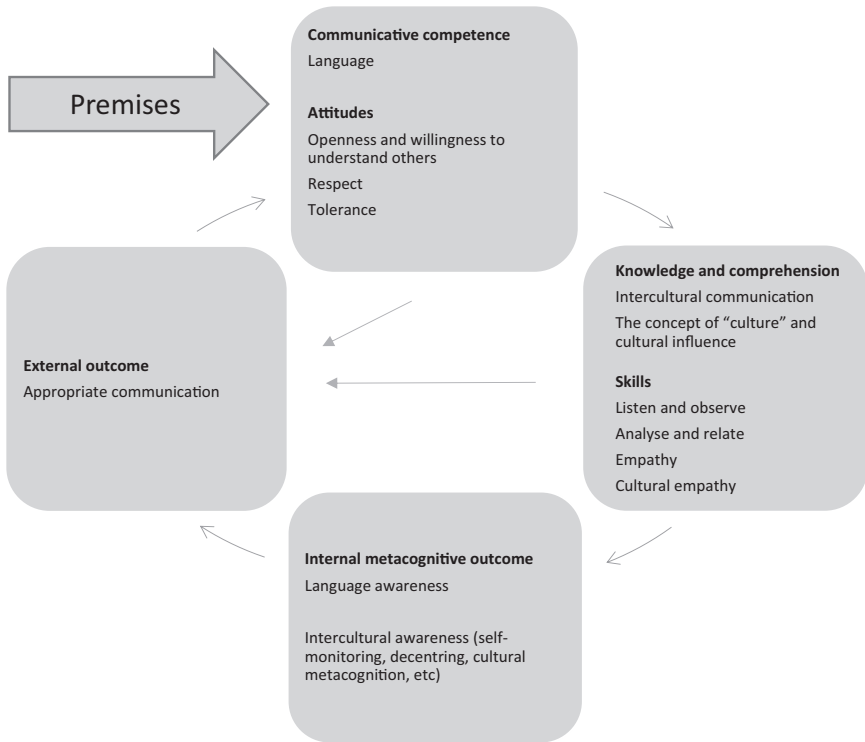 Premises
Communicative competence
Language
Attitudes
Openness and willingness to
understand others
Respect
Tolerance
Knowledge and comprehension
Intercultural communication
The concept of “culture” and
cultural influence
Skills
Listen and observe
Analyse and relate
Empathy
Cultural empathy
Internal metacognitive outcome
Language awareness
Intercultural awareness (self-
monitoring, decentring, cultural
metacognition, etc)
External outcome
Appropriate communication